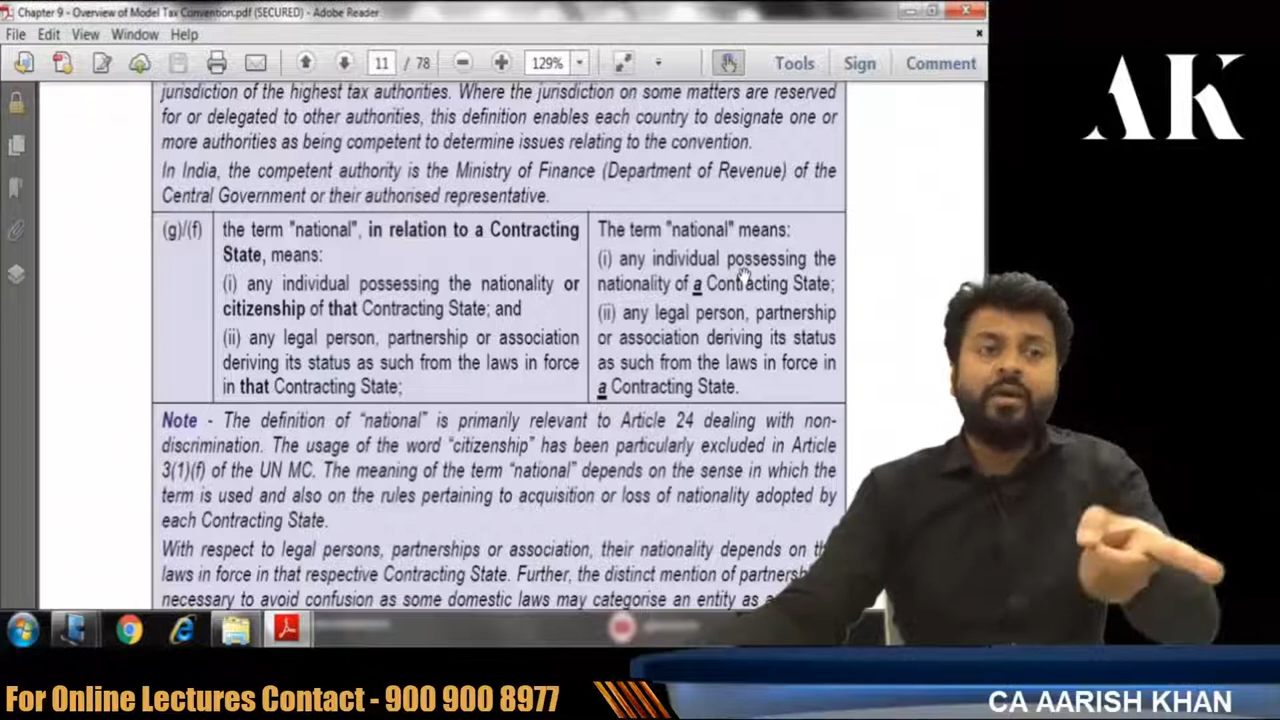 Chapter 9 - Overview of Model Tax Convention.pdf (SECURED) - Adobe Reader
File Edit View Window Help
11 / 78
129%
Tools Sign Comment
AK
jurisdiction of the highest tax authorities. Where the jurisdiction on some matters are reserved
for or delegated to other authorities, this definition enables each country to designate one or
more authorities as being competent to determine issues relating to the convention.
In India, the competent authority is the Ministry of Finance (Department of Revenue) of the
Central Government or their authorised representative.
(g)/(f)
the term "national", in relation to a Contracting
State, means:
(i) any individual possessing the nationality or
citizenship of that Contracting State; and
(ii) any legal person, partnership or association
deriving its status as such from the laws in force
in that Contracting State;
The term "national" means:
(i) any individual possessing the
nationality of a Contracting State;
(ii) any legal person, partnership
or association deriving its status
as such from the laws in force in
a Contracting State.
Note - The definition of "national" is primarily relevant to Article 24 dealing with non-
discrimination. The usage of the word "citizenship" has been particularly excluded in Article
3(1)(f) of the UN MC. The meaning of the term "national" depends on the sense in which the
term is used and also on the rules pertaining to acquisition or loss of nationality adopted by
each Contracting State.
With respect to legal persons, partnerships or association, their nationality depends on
laws in force in that respective Contracting State. Further, the distinct mention of
necessary to avoid confusion as some domestic laws may categorise an entity as
For Online Lectures Contact - 900 900 8977
CA AARISH KHAN